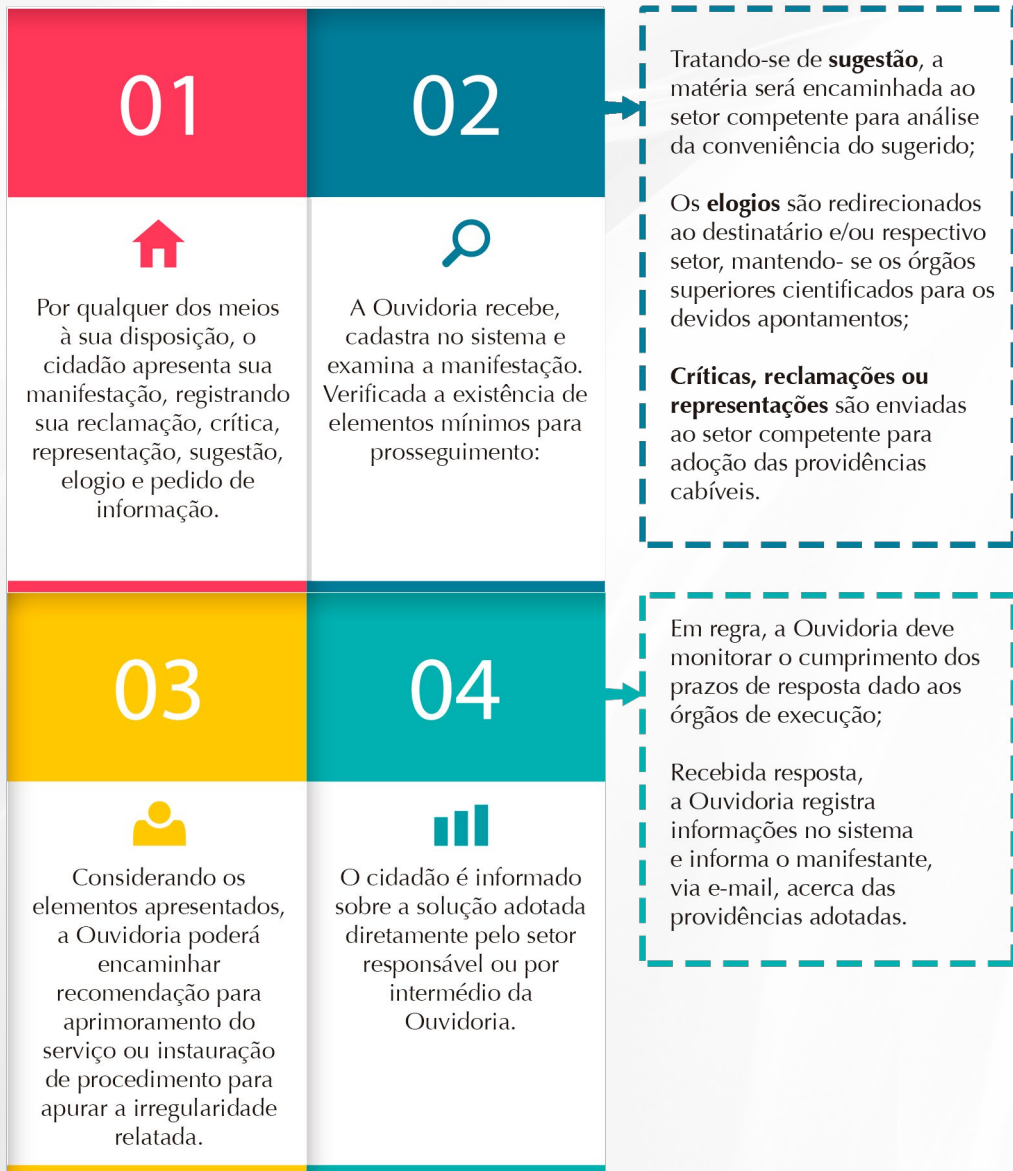 01
Por qualquer dos meios
à sua disposição, o
cidadão apresenta sua
manifestação, registrando
sua reclamação, crítica,
representação, sugestão,
elogio e pedido de
informação.
02
A Ouvidoria recebe,
cadastra no sistema e
examina a manifestação.
Verificada a existência de
elementos mínimos para
prosseguimento:
Tratando-se de sugestão, a
matéria será encaminhada ao
setor competente para análise
da conveniência do sugerido;
Os elogios são redirecionados
ao destinatário e/ou respectivo
setor, mantendo- se os órgãos
superiores cientificados para os
devidos apontamentos;
Críticas, reclamações ou
representações são enviadas
ao setor competente para
adoção das providências
cabíveis.
03
Considerando os
elementos apresentados,
a Ouvidoria poderá
encaminhar
recomendação para
aprimoramento do
serviço ou instauração
de procedimento para
apurar a irregularidade
relatada.
04
O cidadão é informado
sobre a solução adotada
diretamente pelo setor
responsável ou por
intermédio da
Ouvidoria.
Em regra, a Ouvidoria deve
monitorar o cumprimento dos
prazos de resposta dado aos
órgãos de execução;
Recebida resposta,
a Ouvidoria registra
informações no sistema
e informa o manifestante,
via e-mail, acerca das
providências adotadas.